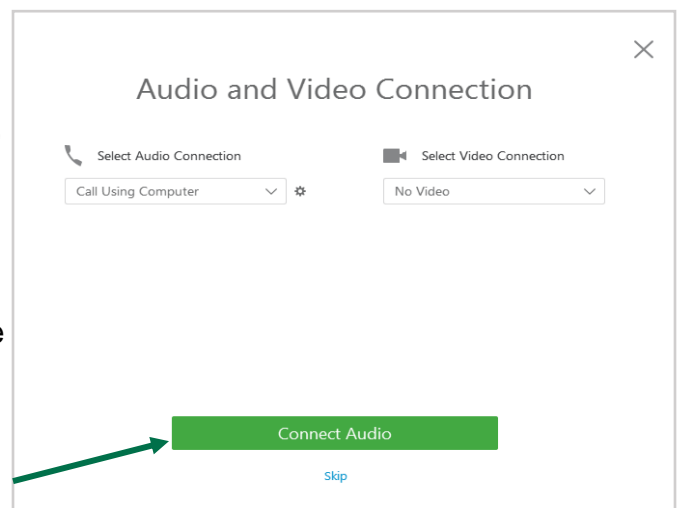 Audio and Video Connection
Select Audio Connection Select Video Connection
Call Using Computer No Video
e
Connect Audio
Skip